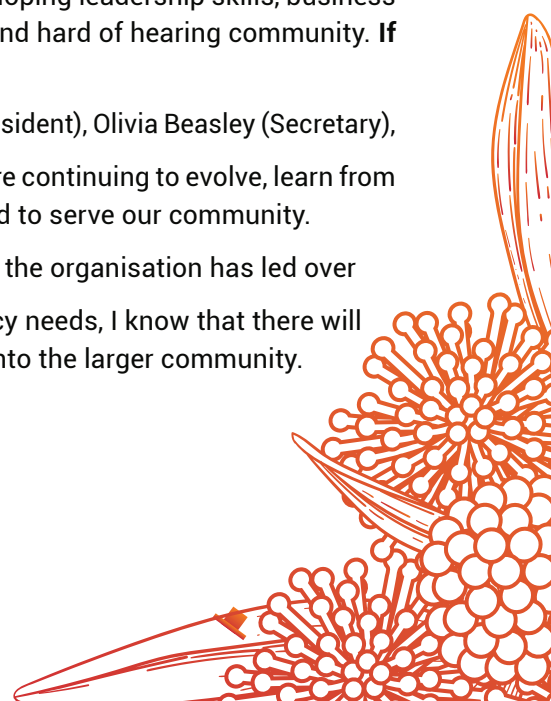 leadership skills, business
nd hard of hearing community. If
sident), Olivia Beasley (Secretary),
re continuing to evolve, learn from
d to serve our community.
the organisation has led over
cy needs, I know that there will
nto the larger community.